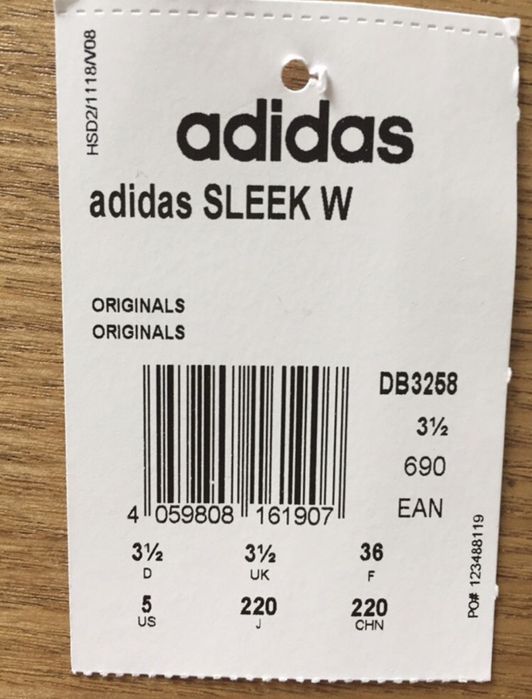 HSD2/1118/V08
adidas
adidas SLEEK W
ORIGINALS
ORIGINALS
DB3258
3½
690
EAN
4 059808 161907
3½ 3½ 36
D UK F
5 220 220
US J CHN
PO# 123488119